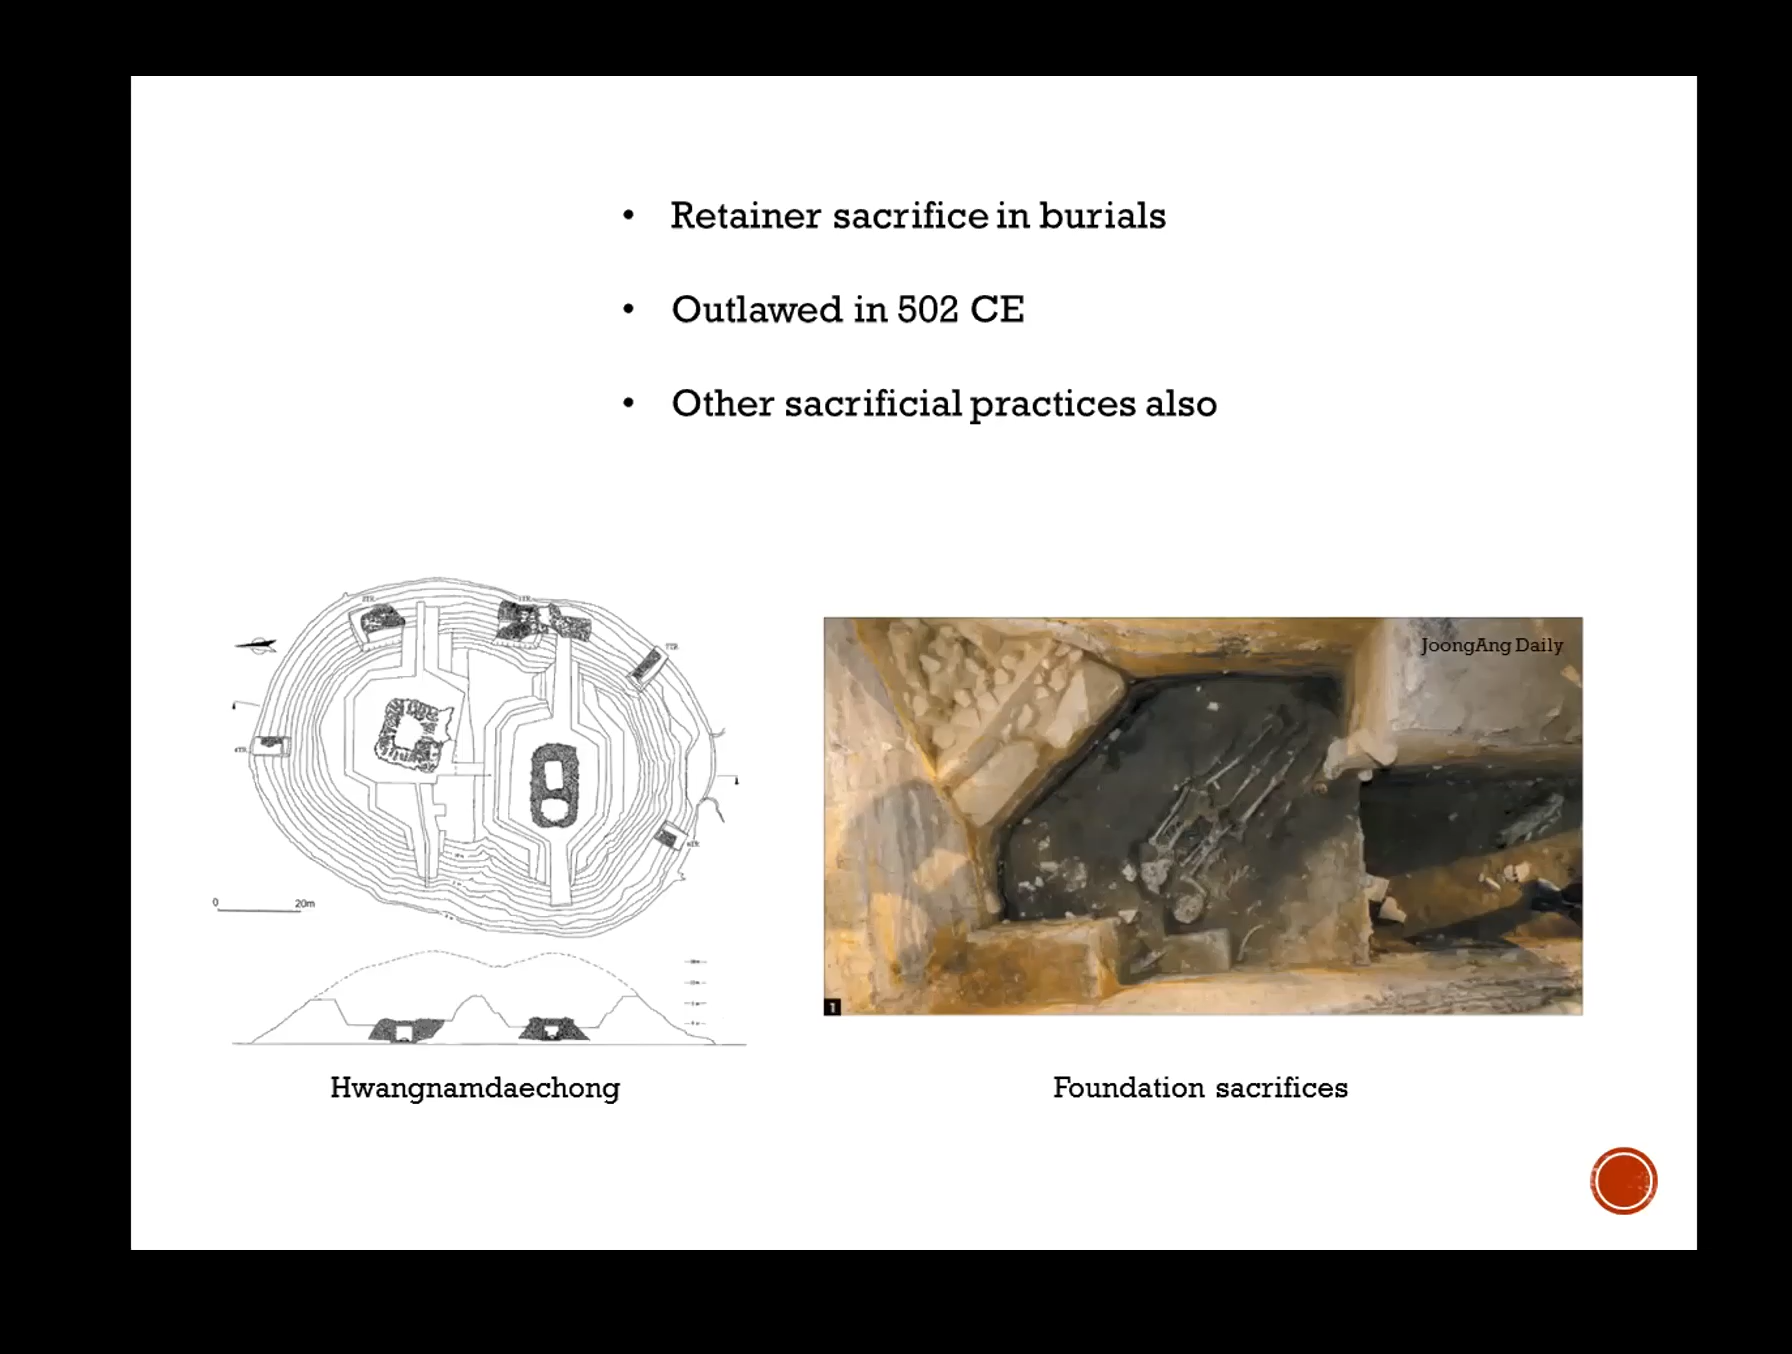 • Retainer sacrifice in burials
• Outlawed in 502 CE
• Other sacrificial practices also
JoongAng Daily
0 20m
1
Hwangnamdaechong
Foundation sacrifices